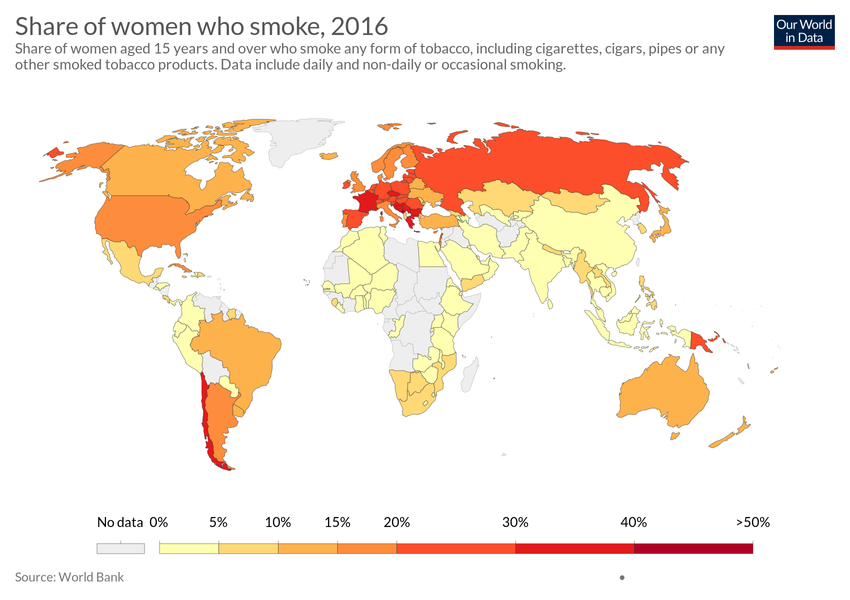 Share of women who smoke, 2016
Our World
in Data
Share of women aged 15 years and over who smoke any form of tobacco, including cigarettes, cigars, pipes or any
other smoked tobacco products. Data include daily and non-daily or occasional smoking.
No data 0% 5% 10% 15% 20% 30% 40% >50%
Source: World Bank